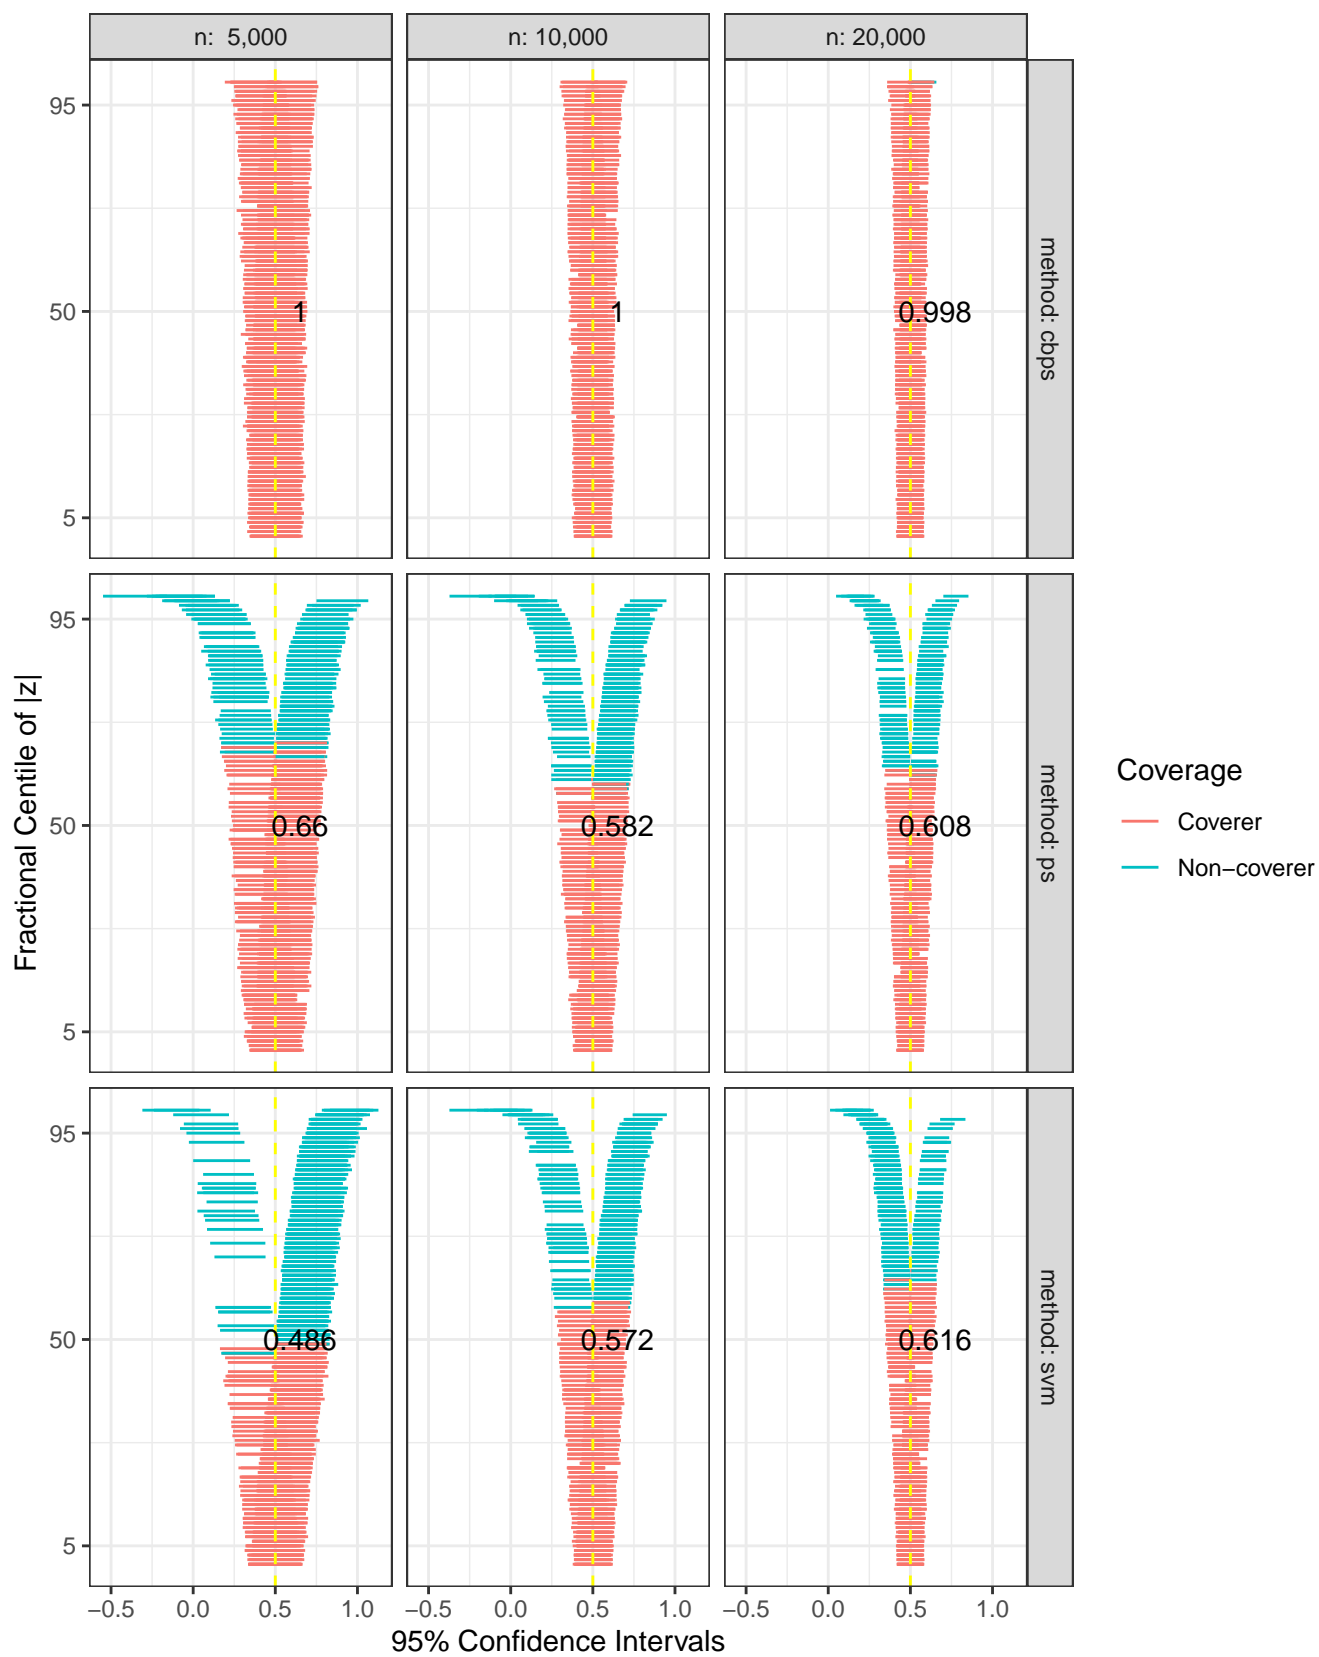 n: 5,000
n: 10,000
n: 20,000
95
50
5
1
1
0.998
method: cbps
95
50
5
0.66
0.582
0.608
method: ps
95
50
5
0.486
0.572
0.616
method: svm
Fractional Centile of |z|
−0.5 0.0 0.5 1.0
−0.5 0.0 0.5 1.0
−0.5 0.0 0.5 1.0
95% Confidence Intervals
Coverage
Coverer
Non−coverer